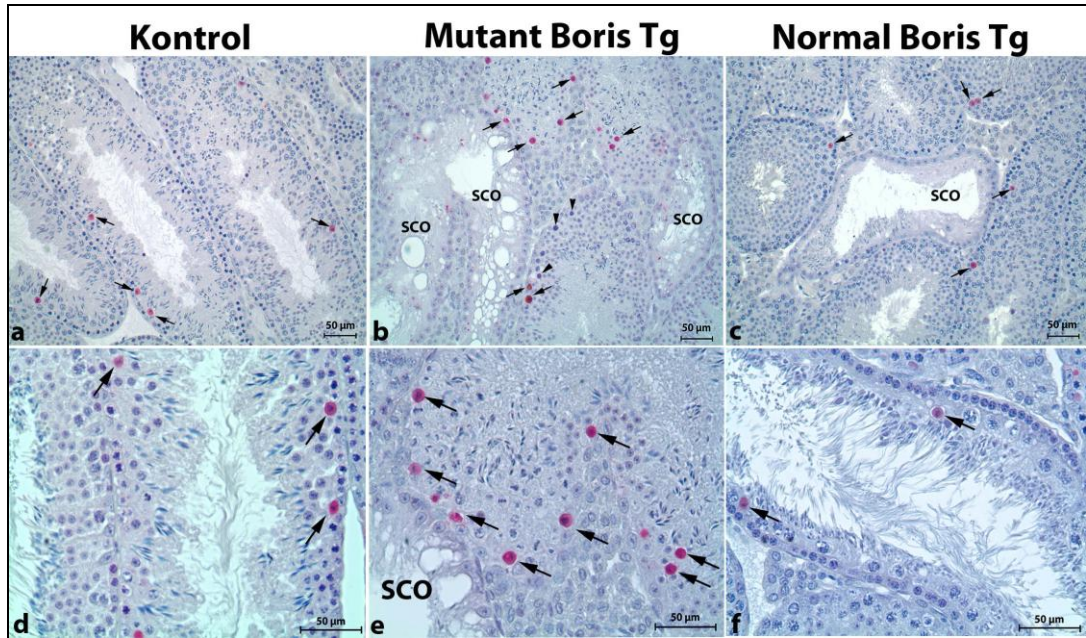 Kontrol
Mutant Boris Tg
Normal Boris Tg
a
50 µm
SCO
SCO
SCO
b
50 µm
SCO
c
50 µm
d
50 µm
SCO
e
50 µm
f
50 µm